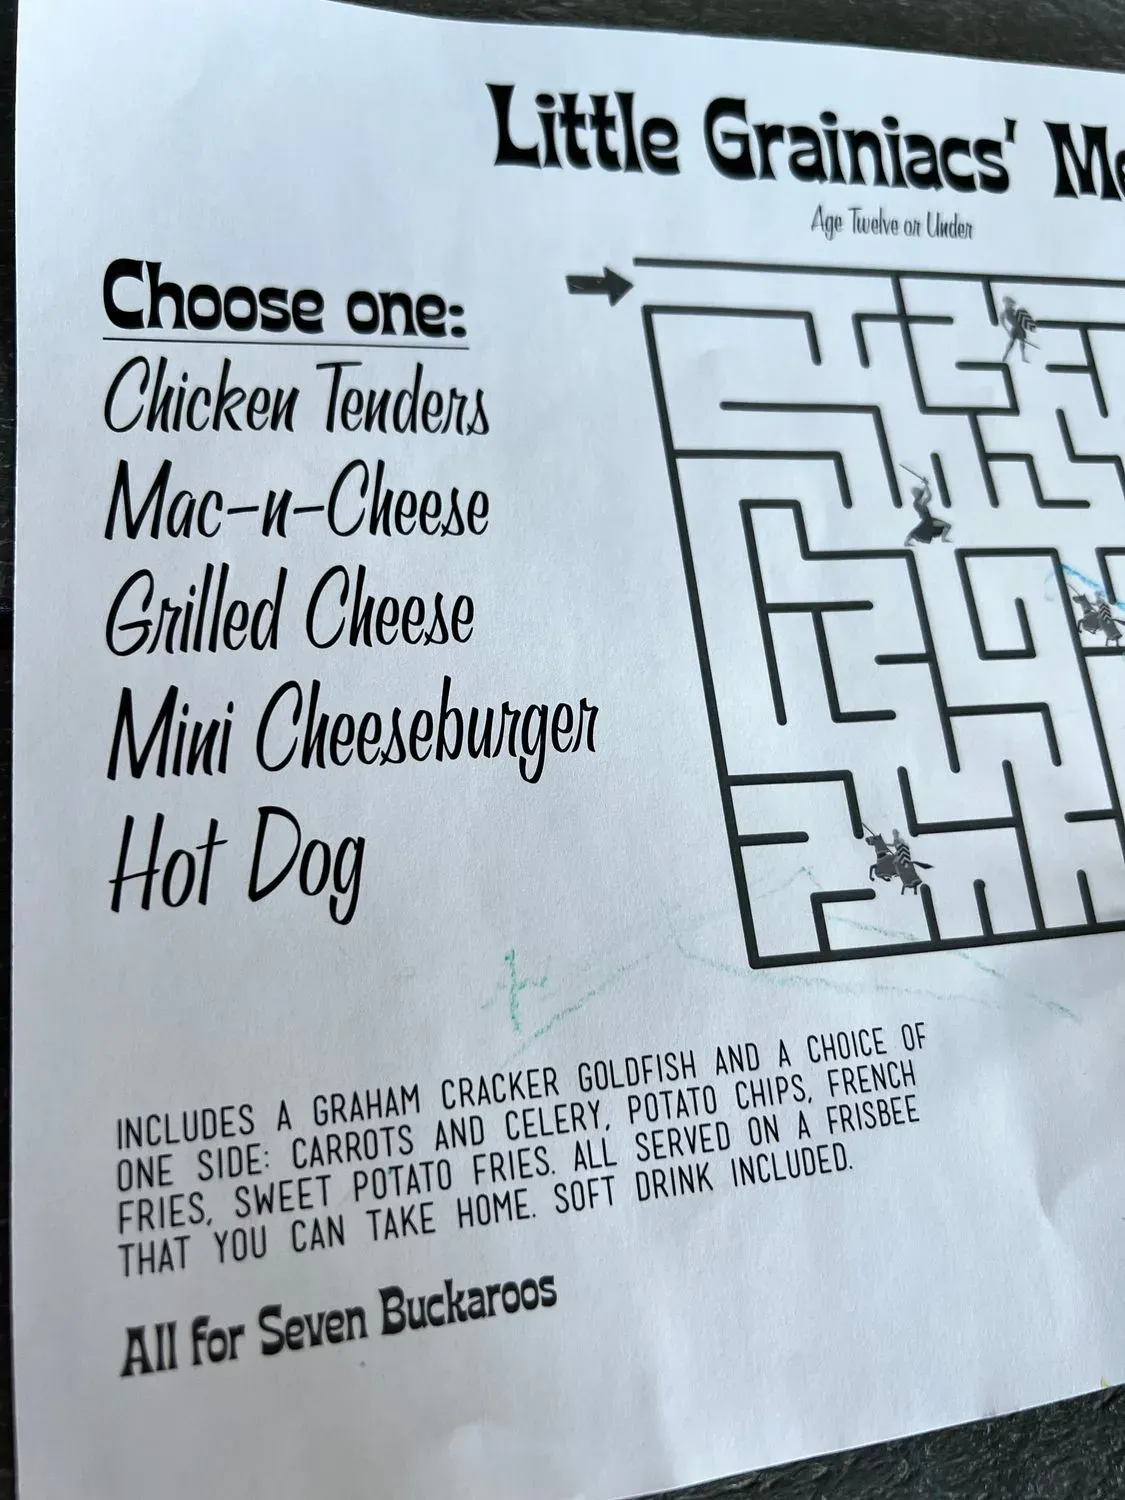 Little Grainiacs'
Age Twelve or Under
Choose one:
Chicken Tenders
Mac-n-Cheese
Grilled Cheese
Mini Cheeseburger
Hot Dog
INCLUDES A GRAHAM CRACKER GOLDFISH AND A CHOICE OF
ONE SIDE: CARROTS AND CELERY, POTATO CHIPS, FRENCH
FRIES, SWEET POTATO FRIES. ALL SERVED ON A FRISBEE
THAT YOU CAN TAKE HOME. SOFT DRINK INCLUDED.
All for Seven Buckaroos